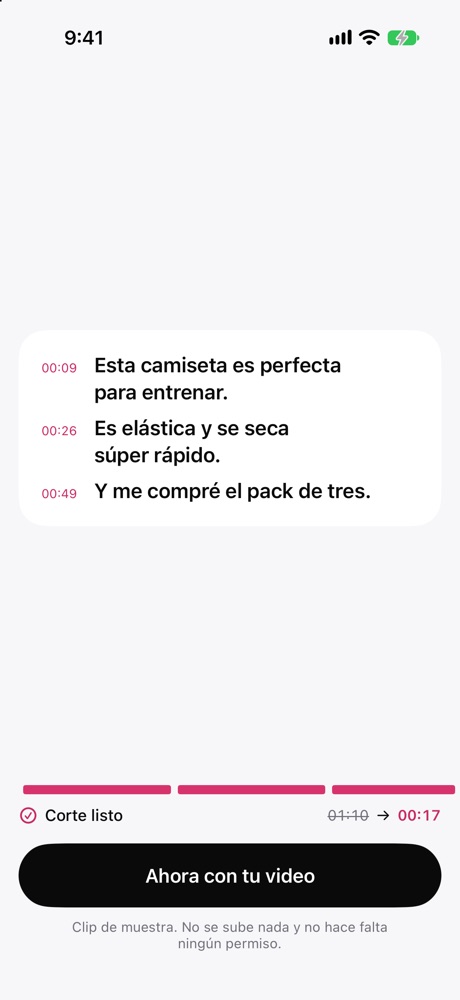 9:41
00:09 Esta camiseta es perfecta
para entrenar.
00:26 Es elástica y se seca
súper rápido.
00:49 Y me compré el pack de tres.
Corte listo 01:10 → 00:17
Ahora con tu video
Clip de muestra. No se sube nada y no hace falta
ningún permiso.